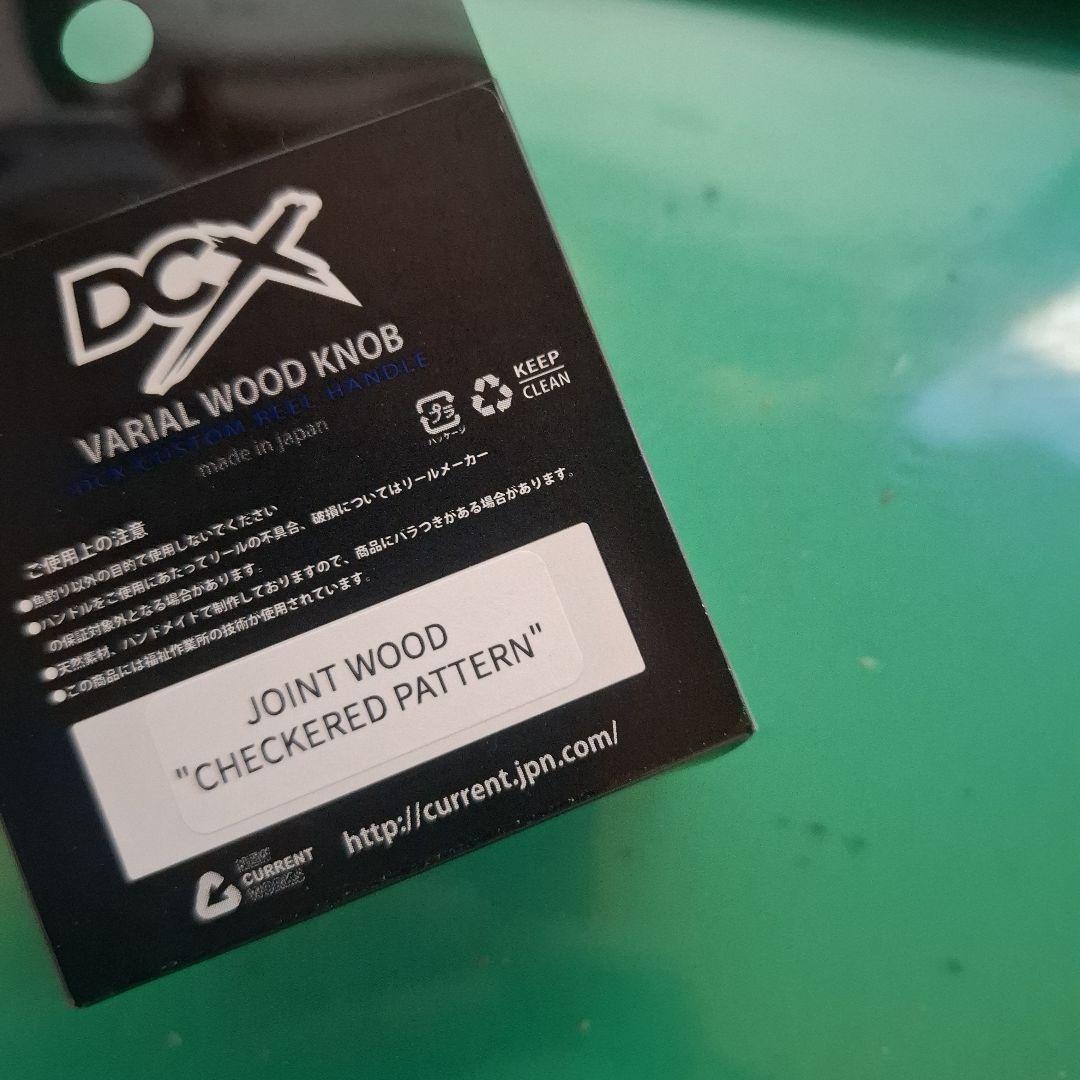 DCX
VARIAL WOOD KNOB
DCX CUSTOM REEL HANDLE
made in japan
プラ
パッケージ
KEEP
CLEAN
ご使用上の注意
●魚釣り以外の目的で使用しないでください
●ハンドルをご使用にあたってリールの不具合、破損についてはリールメーカー
の保証対象外となる場合があります。
●天然素材、ハンドメイドで制作しておりますので、商品にバラつきがある場合があります。
●この商品には福祉作業所の技術が使用されています。
JOINT WOOD
"CHECKERED PATTERN"
http://current.jpn.com/
NEW
CURRENT
WORKS